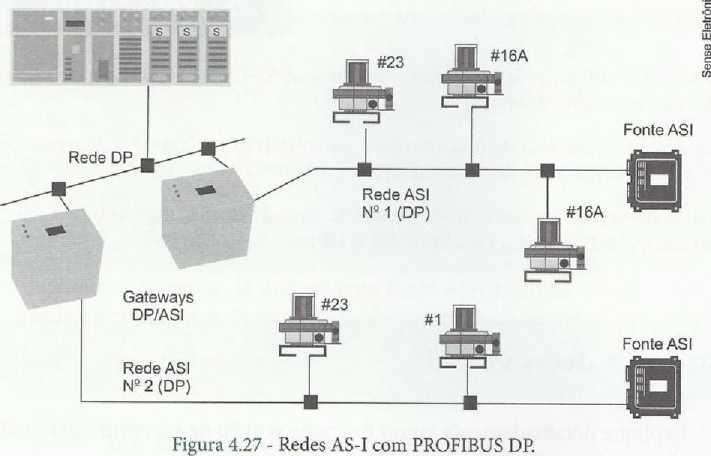 Sense Eletrôni
S S S
#23
#16A
Fonte ASI
Rede DP
Rede ASI
Nº 1 (DP)
#16A
Gateways
DP/ASI
#23
#1
Fonte ASI
Rede ASI
Nº 2 (DP)
Figura 4.27 - Redes AS-I com PROFIBUS DP.